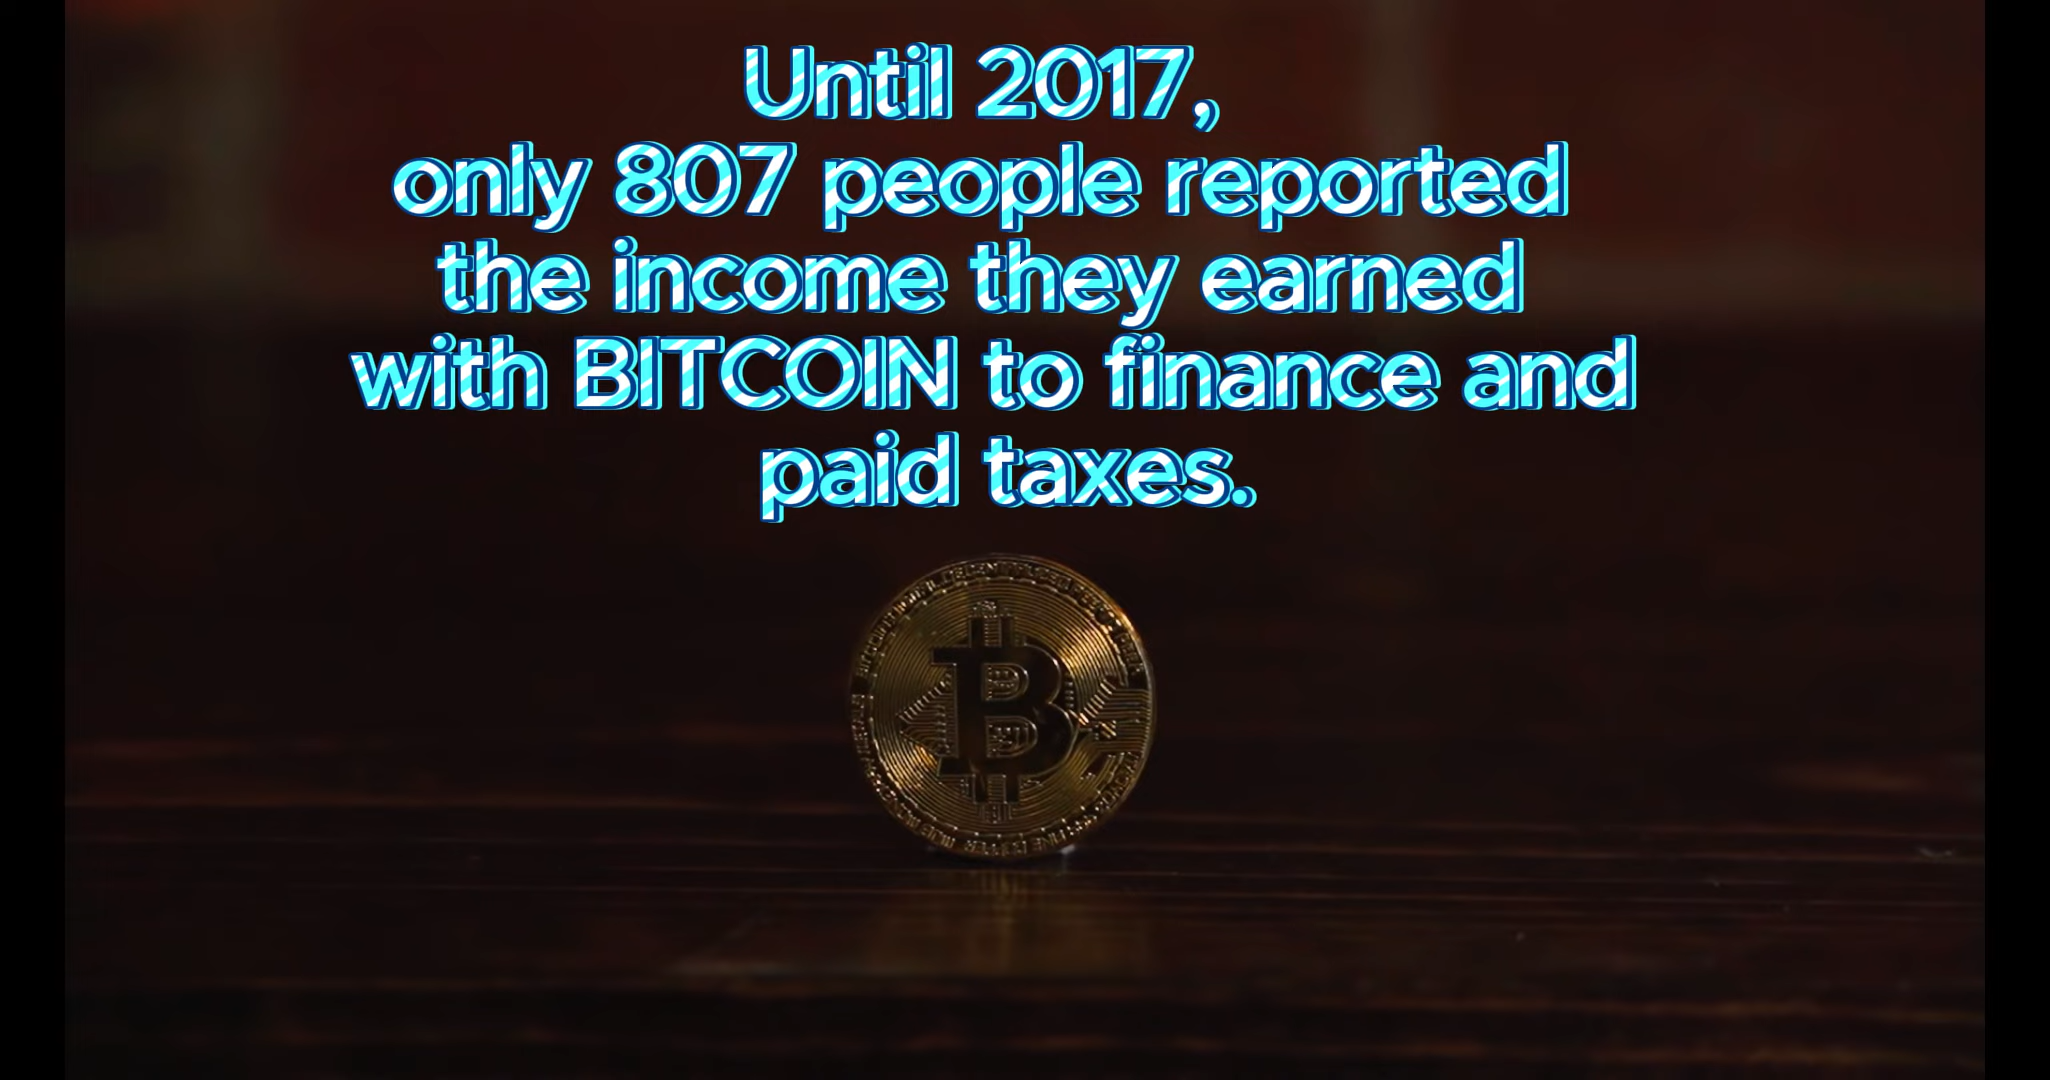 Until 2017,
only 807 people reported
the income they earned
with BITCOIN to finance and
paid taxes.